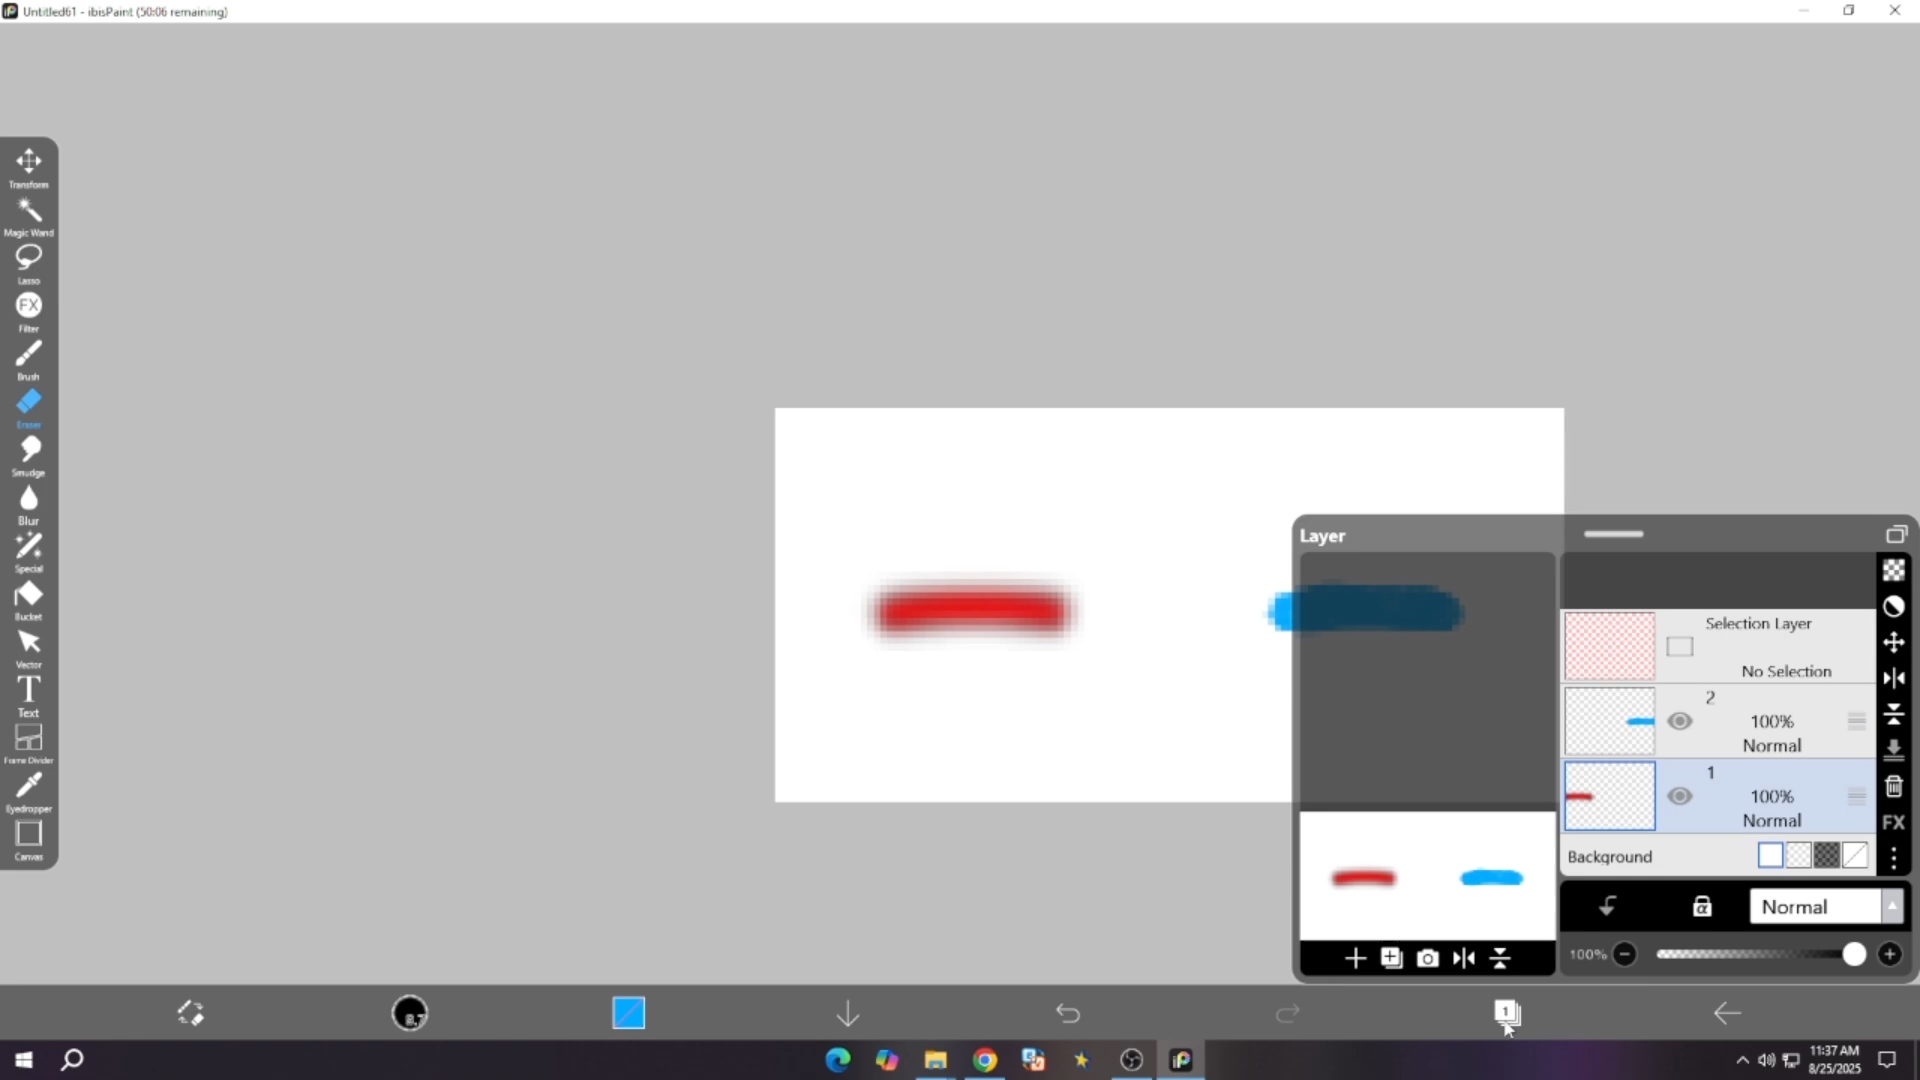 Untitled61 - ibisPaint (50:06 remaining)
Transform
Magic Wand
Lasso
FX
Filter
Brush
Eraser
Smudge
Blur
Special
Bucket
Vector
T
Text
Frame Divider
Eyedropper
Canvas
Layer
Selection Layer
No Selection
2
100%
Normal
1
100%
Normal
FX
Background
α
Normal
100%
1
11:37 AM
8/25/2025